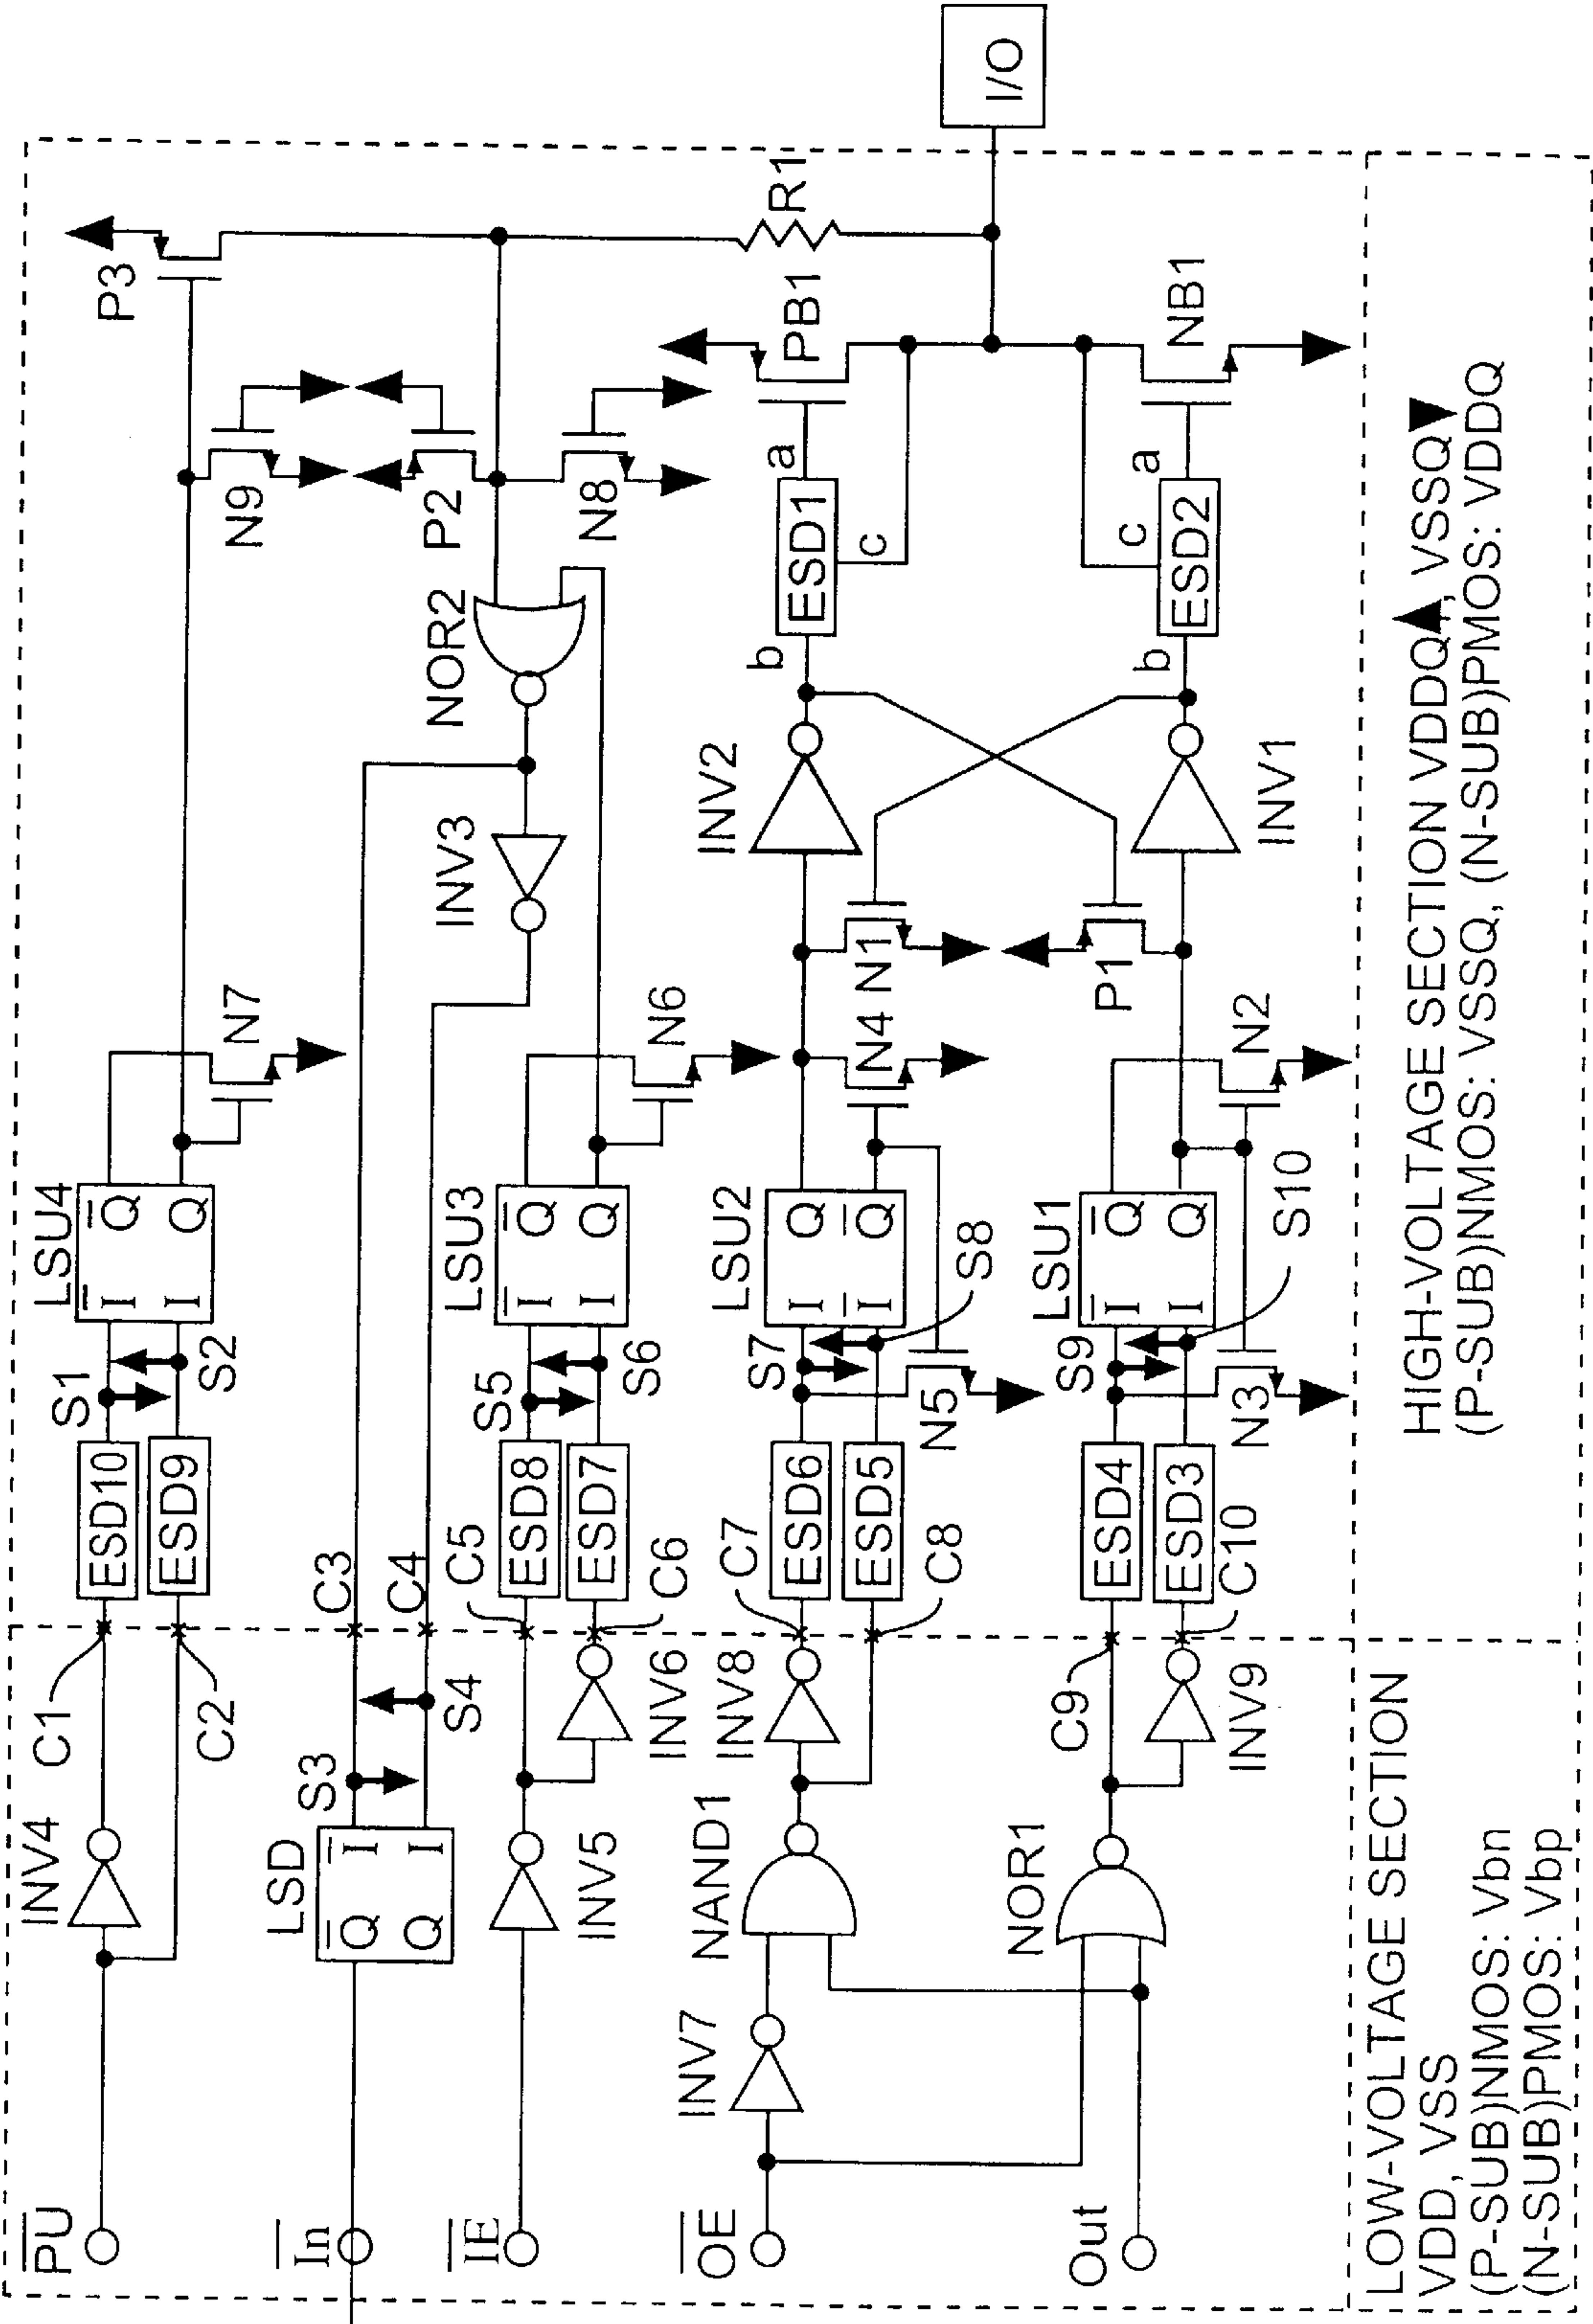 P̅U̅
I̅n̅
I̅E̅
O̅E̅
Out
INV4
C1
C2
LSD
Q̅
Q
I̅
I
S3
S4
C3
C4
INV5
INV6
C5
C6
INV7
NAND1
INV8
C7
C8
NOR1
INV9
C9
C10
ESD10
ESD9
S1
S2
LSU4
I̅
I
Q̅
Q
N7
ESD8
ESD7
S5
S6
LSU3
I̅
I
Q̅
Q
N6
INV3
NOR2
ESD6
ESD5
S7
S8
N5
LSU2
I
I̅
Q
Q̅
N4
N1
INV2
ESD4
ESD3
S9
S10
N3
LSU1
I̅
I
Q̅
Q
N2
P1
INV1
b
ESD1
a
c
PB1
b
ESD2
a
c
NB1
N9
P2
N8
P3
R1
I/O
LOW-VOLTAGE SECTION
VDD, VSS
(P-SUB)NMOS: Vbn
(N-SUB)PMOS: Vbp
HIGH-VOLTAGE SECTION VDDQ▲, VSSQ▼
(P-SUB)NMOS: VSSQ, (N-SUB)PMOS: VDDQ